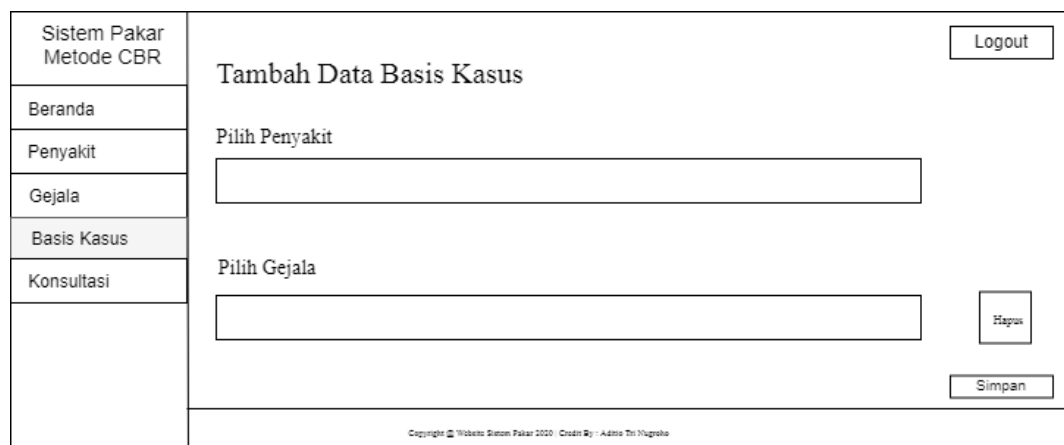 Sistem Pakar
Metode CBR
Beranda
Penyakit
Gejala
Basis Kasus
Konsultasi
Logout
Tambah Data Basis Kasus
Pilih Penyakit
Pilih Gejala
Hapus
Simpan
Copyright @ Website Sistem Pakar 2020 | Credit By : Aditio Tri Nugroho